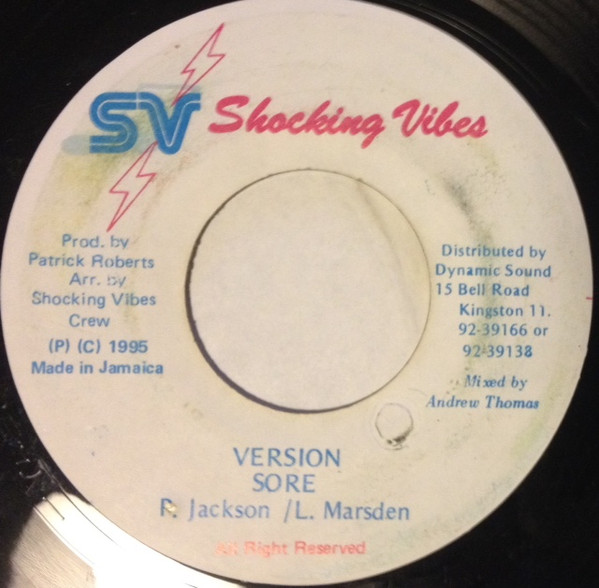 SV Shocking Vibes
Prod. by
Patrick Roberts
Arr. by
Shocking Vibes
Crew
(P) (C) 1995
Made in Jamaica
Distributed by
Dynamic Sound
15 Bell Road
Kingston 11.
92-39166 or
92-39138
Mixed by
Andrew Thomas
VERSION
SORE
P. Jackson /L. Marsden
All Right Reserved